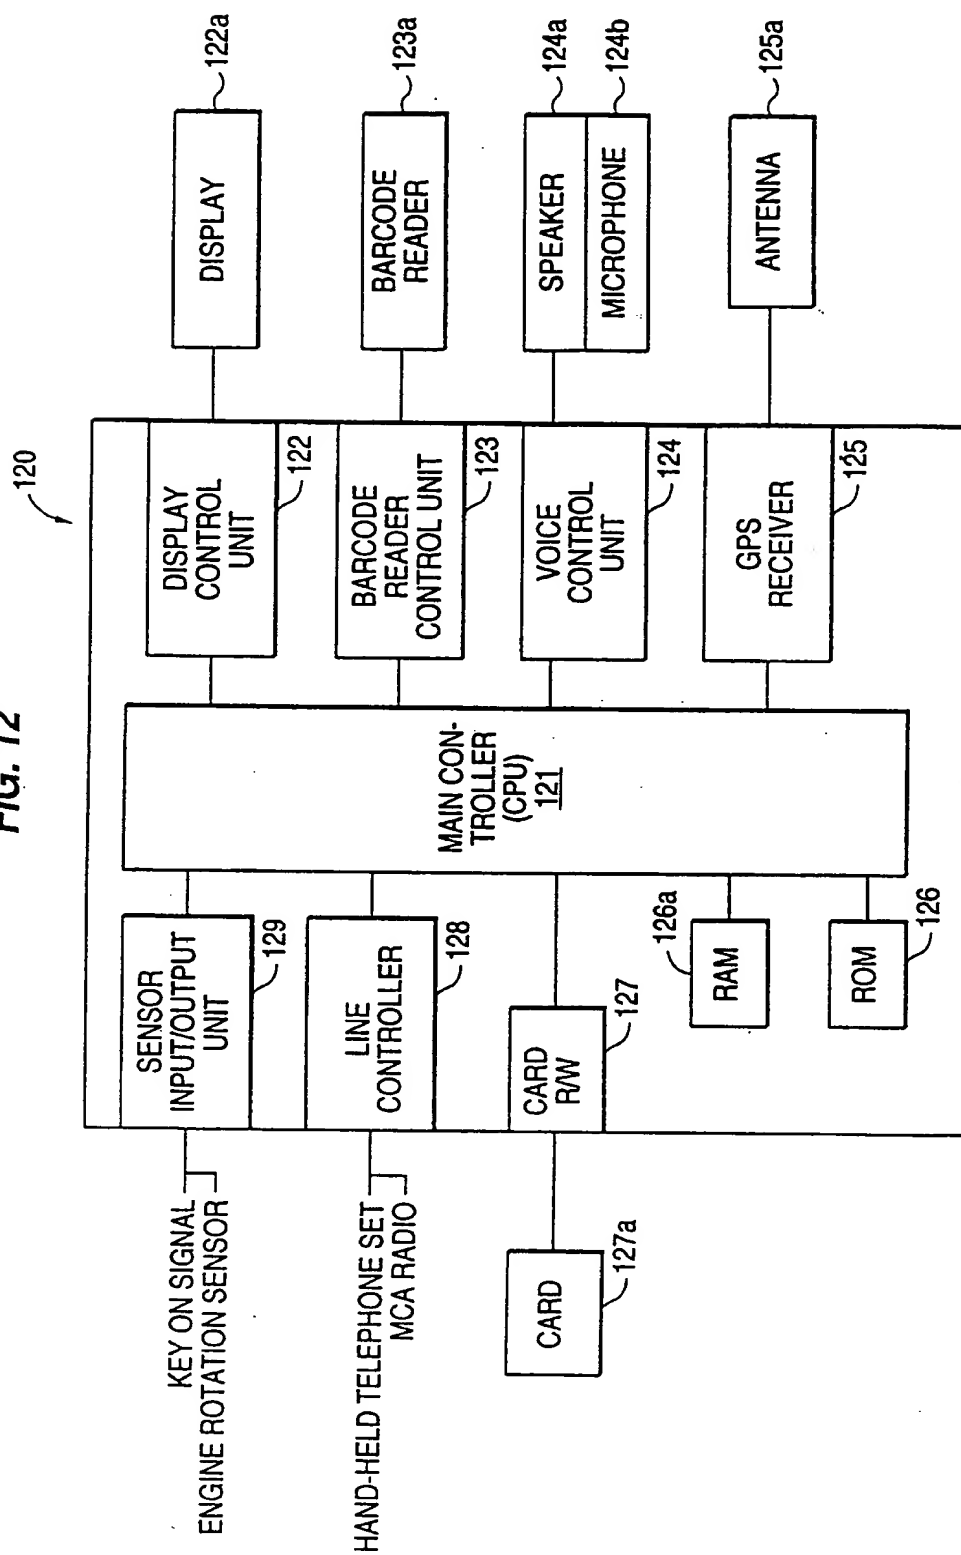 FIG. 12
120
KEY ON SIGNAL
ENGINE ROTATION SENSOR
SENSOR
INPUT/OUTPUT
UNIT
129
DISPLAY
CONTROL
UNIT
122
DISPLAY
122a
HAND-HELD TELEPHONE SET
MCA RADIO
LINE
CONTROLLER
128
BARCODE
READER
CONTROL UNIT
123
BARCODE
READER
123a
MAIN CON-
TROLLER
(CPU)
121
CARD
127a
CARD
R/W
127
VOICE
CONTROL
UNIT
124
SPEAKER
124a
MICROPHONE
124b
RAM
126a
GPS
RECEIVER
125
ANTENNA
125a
ROM
126